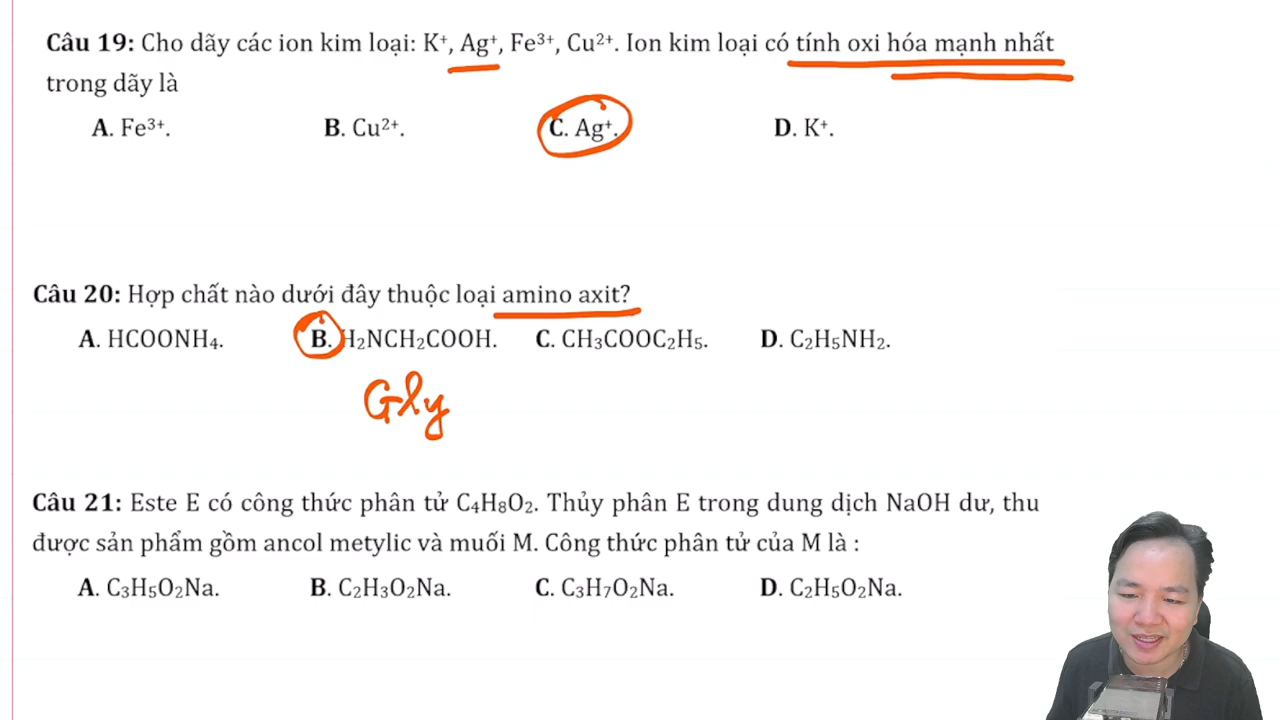 Câu 19: Cho dãy các ion kim loại: K⁺, Ag⁺, Fe³⁺, Cu²⁺. Ion kim loại có tính oxi hóa mạnh nhất
trong dãy là
A. Fe³⁺. B. Cu²⁺. C. Ag⁺. D. K⁺.
Câu 20: Hợp chất nào dưới đây thuộc loại amino axit?
A. HCOONH₄. B. H₂NCH₂COOH. C. CH₃COOC₂H₅. D. C₂H₅NH₂.
Gly
Câu 21: Este E có công thức phân tử C₄H₈O₂. Thủy phân E trong dung dịch NaOH dư, thu
được sản phẩm gồm ancol metylic và muối M. Công thức phân tử của M là :
A. C₃H₅O₂Na. B. C₂H₃O₂Na. C. C₃H₇O₂Na. D. C₂H₅O₂Na.